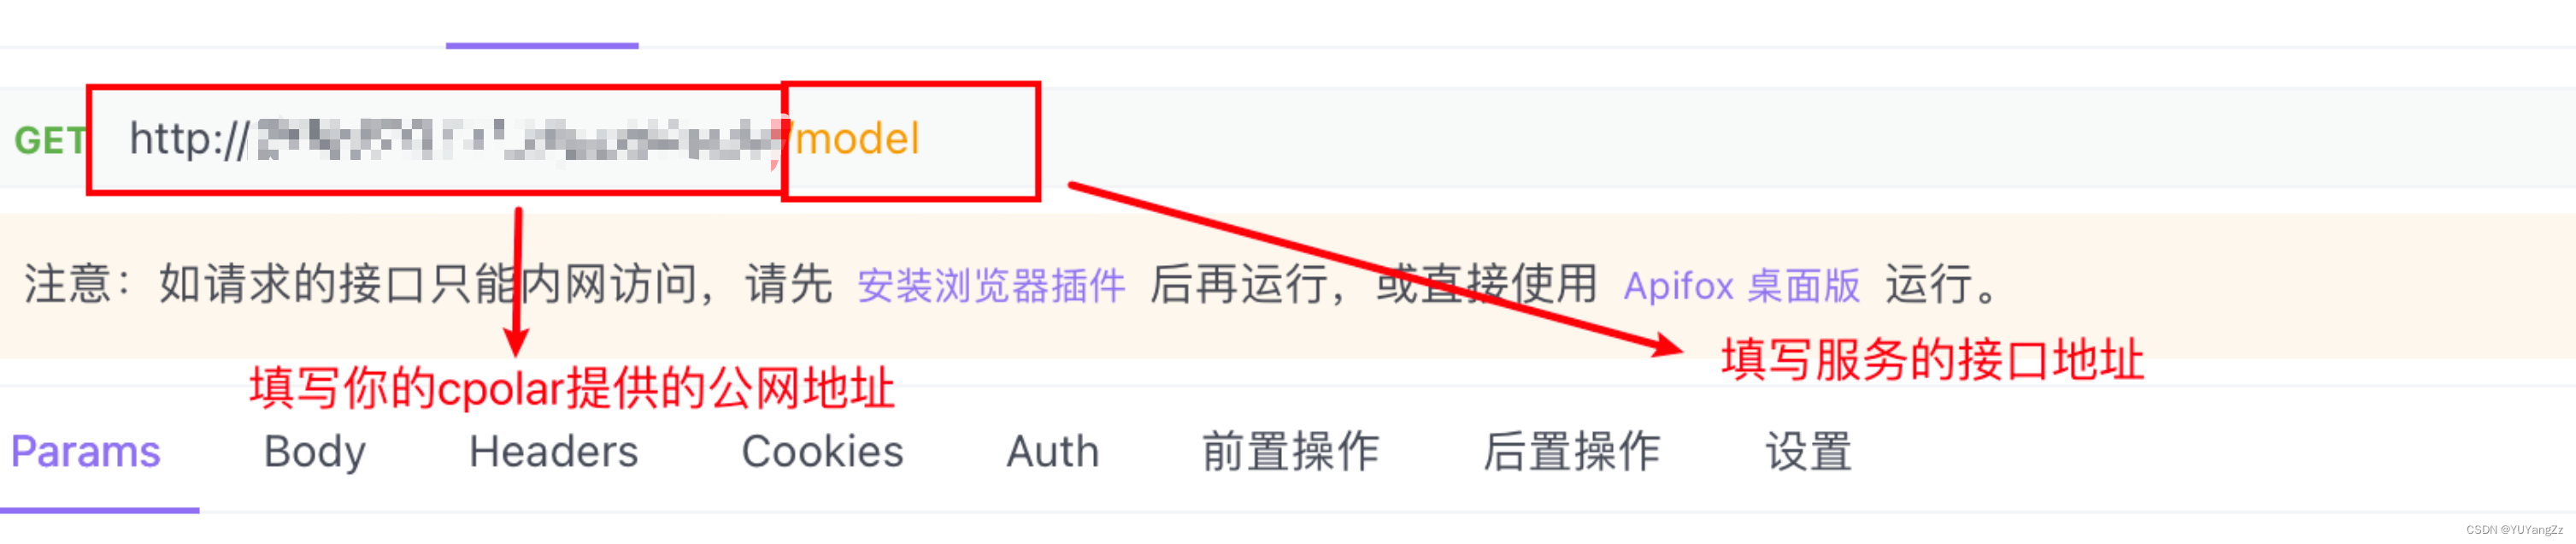 GET http:// /model
注意：如请求的接口只能内网访问，请先 安装浏览器插件 后再运行，或直接使用 Apifox 桌面版 运行。
填写服务的接口地址
填写你的cpolar提供的公网地址
Params Body Headers Cookies Auth 前置操作 后置操作 设置
CSDN @YUYangZz